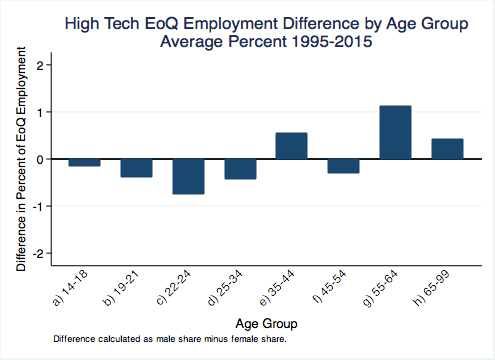 High Tech EoQ Employment Difference by Age Group
Average Percent 1995-2015
Difference in Percent of EoQ Employment
2
1
0
-1
-2
a) 14-18
b) 19-21
c) 22-24
d) 25-34
e) 35-44
f) 45-54
g) 55-64
h) 65-99
Age Group
Difference calculated as male share minus female share.